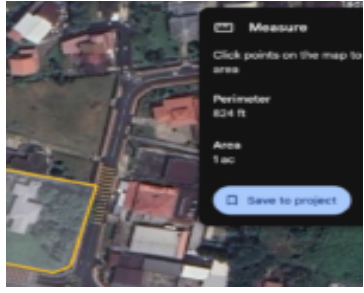 Measure
Click points on the map to
area
Perimeter
824 ft
Area
1 ac
Save to project